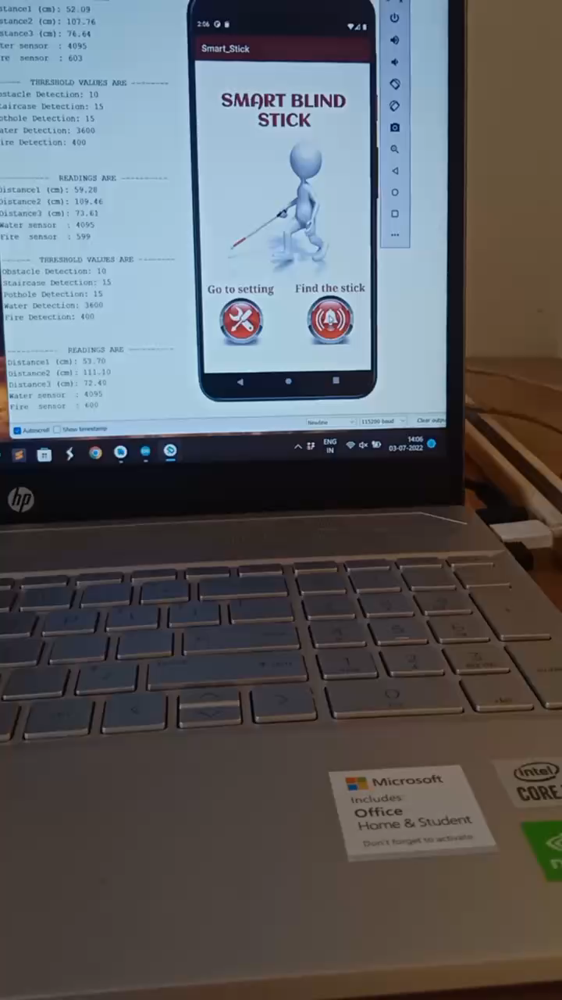 stance1 (cm): 52.09
stance2 (cm): 107.76
stance3 (cm): 76.64
ter sensor : 4095
re sensor : 603
THRESHOLD VALUES ARE ----------
bstacle Detection: 10
taircase Detection: 15
othole Detection: 15
ater Detection: 3600
ire Detection: 400
READINGS ARE ------------
Distance1 (cm): 59.28
Distance2 (cm): 109.46
Distance3 (cm): 73.61
Water sensor : 4095
Fire sensor : 599
THRESHOLD VALUES ARE ----------
Obstacle Detection: 10
Staircase Detection: 15
Pothole Detection: 15
Water Detection: 3600
Fire Detection: 400
------------ READINGS ARE ------------
Distance1 (cm): 53.70
Distance2 (cm): 111.10
Distance3 (cm): 72.40
Water sensor : 4095
Fire sensor : 600
Autoscroll Show timestamp
Newline 115200 baud Clear outpu
2:06
Smart_Stick
SMART BLIND
STICK
Go to setting Find the stick
ENG
IN
14:06
03-07-2022
hp
Microsoft
Includes:
Office
Home & Student
Don't forget to activate
intel
CORE